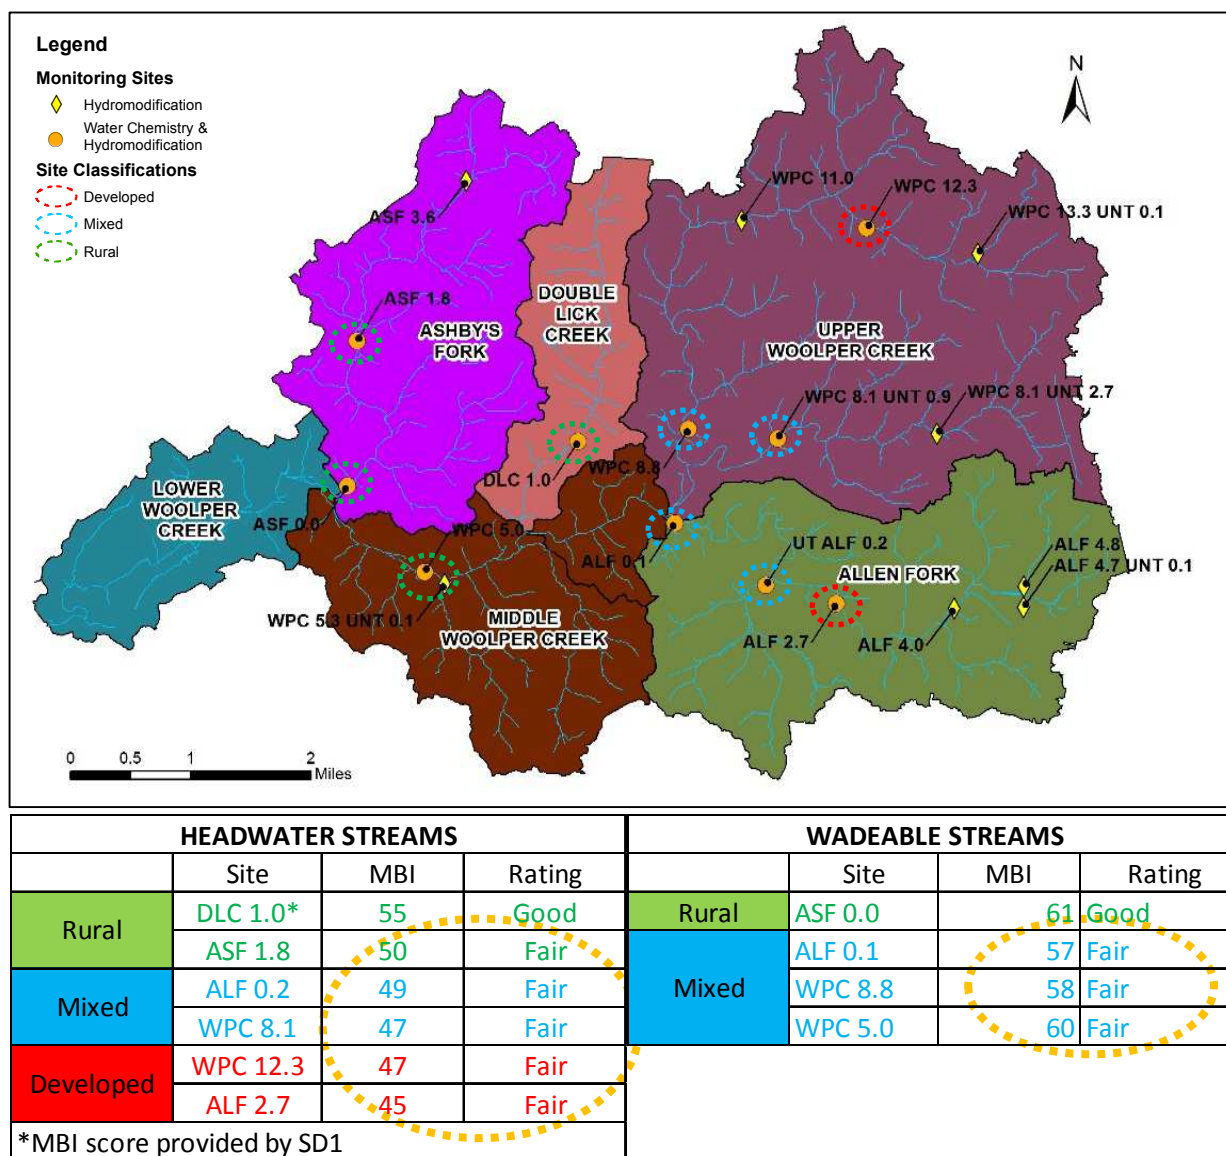 Legend
Monitoring Sites
Hydromodification
Water Chemistry &
Hydromodification
Site Classifications
Developed
Mixed
Rural
N
WPC 11.0
WPC 12.3
WPC 13.3 UNT 0.1
ASF 3.6
ASF 1.8
ASHBY'S
FORK
DOUBLE
LICK
CREEK
UPPER
WOOLPER CREEK
WPC 8.1 UNT 0.9
WPC 8.1 UNT 2.7
WPC 8.8
DLC 1.0
LOWER
WOOLPER
CREEK
ASF 0.0
WPC 5.0
ALF 0.1
UT ALF 0.2
ALLEN FORK
ALF 4.8
ALF 4.7 UNT 0.1
WPC 5.3 UNT 0.1
MIDDLE
WOOLPER CREEK
ALF 2.7
ALF 4.0
0 0.5 1 2
Miles
HEADWATER STREAMS
Site MBI Rating
Rural
DLC 1.0* 55 Good
ASF 1.8 50 Fair
Mixed
ALF 0.2 49 Fair
WPC 8.1 47 Fair
Developed
WPC 12.3 47 Fair
ALF 2.7 45 Fair
*MBI score provided by SD1
WADEABLE STREAMS
Site MBI Rating
Rural ASF 0.0 61 Good
Mixed
ALF 0.1 57 Fair
WPC 8.8 58 Fair
WPC 5.0 60 Fair